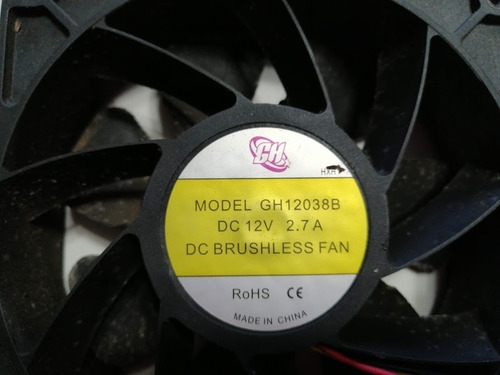 GH
HXH
MODEL GH12038B
DC 12V 2.7 A
DC BRUSHLESS FAN
RoHS CE
MADE IN CHINA